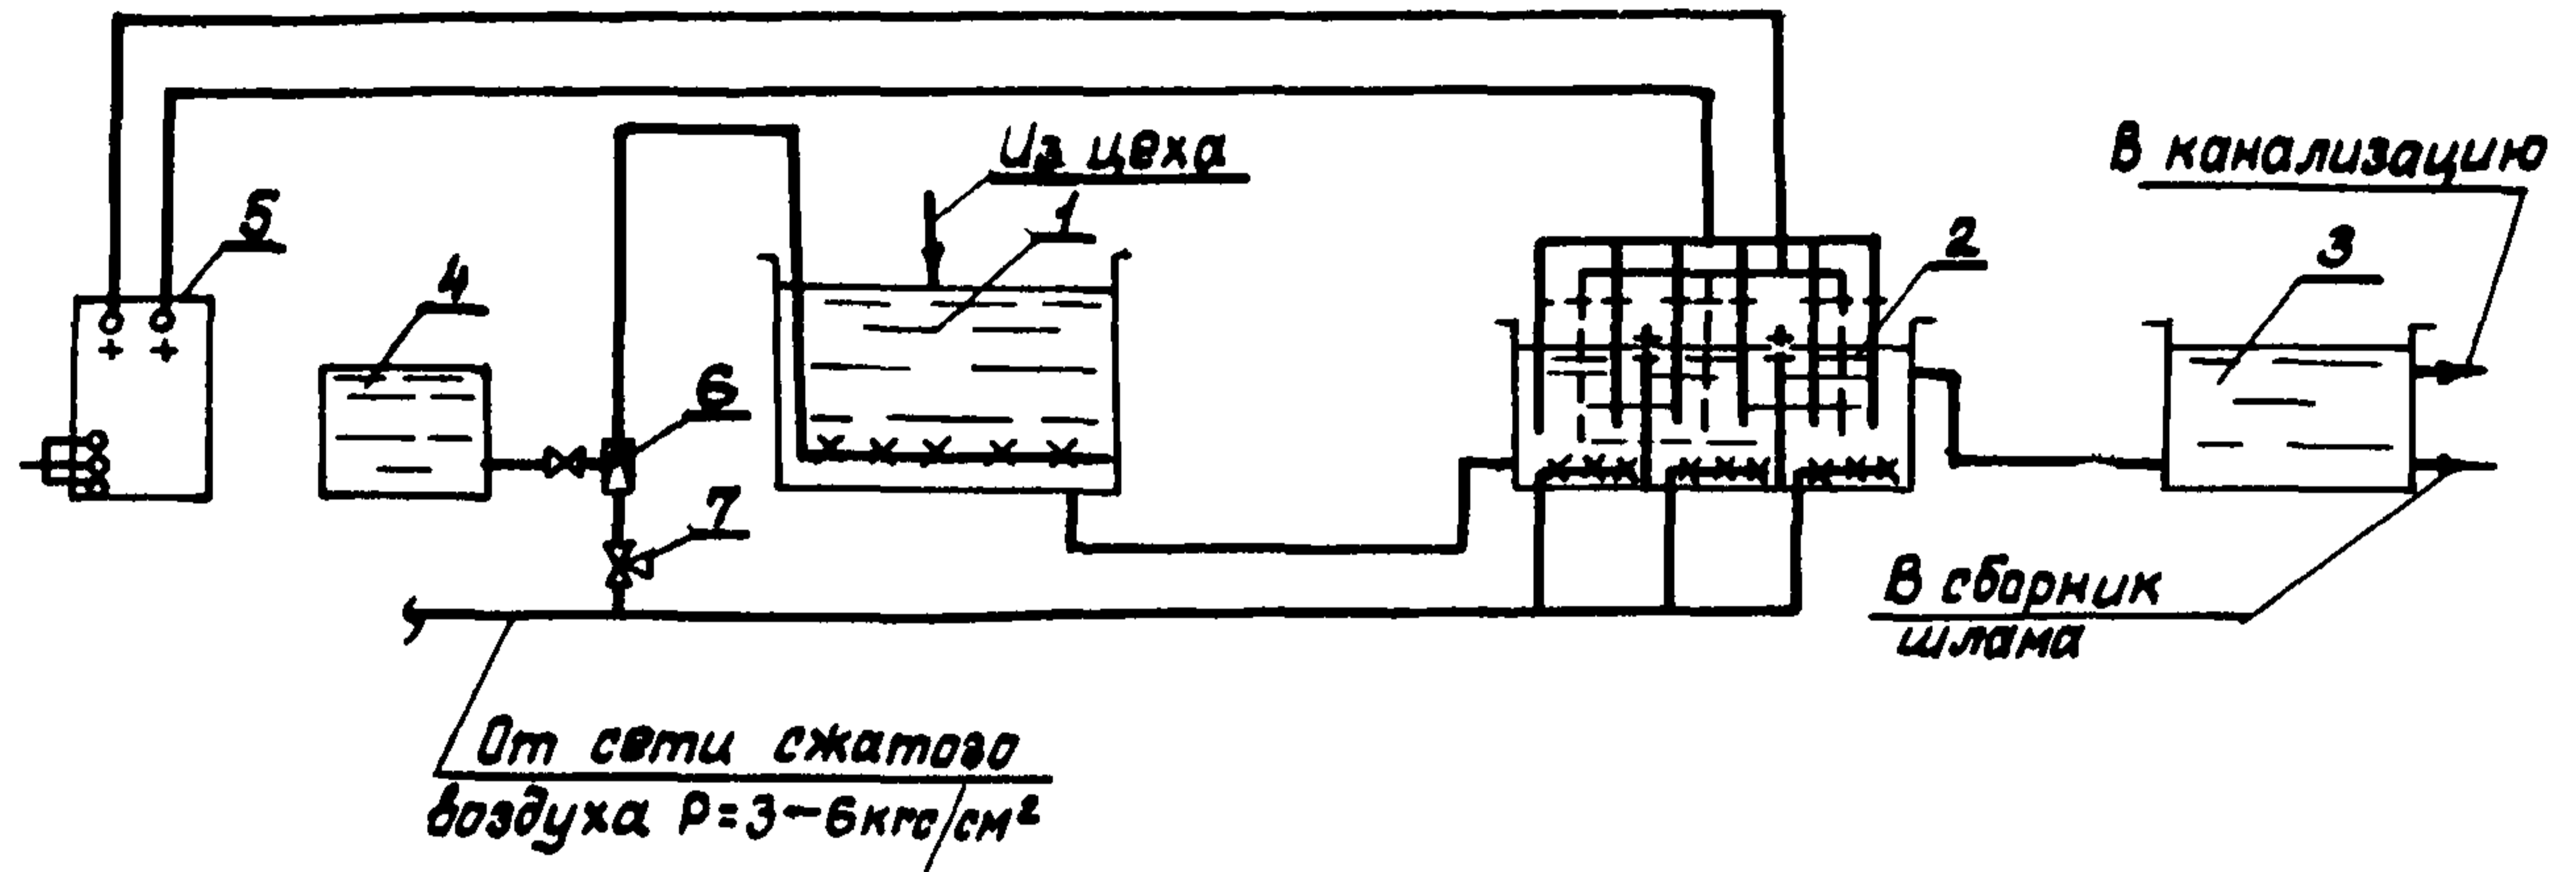 Из цеха
В канализацию
5
1
2
3
4
6
7
В сборник
шлама
От сети сжатого
воздуха Р=3-6кгс/см²